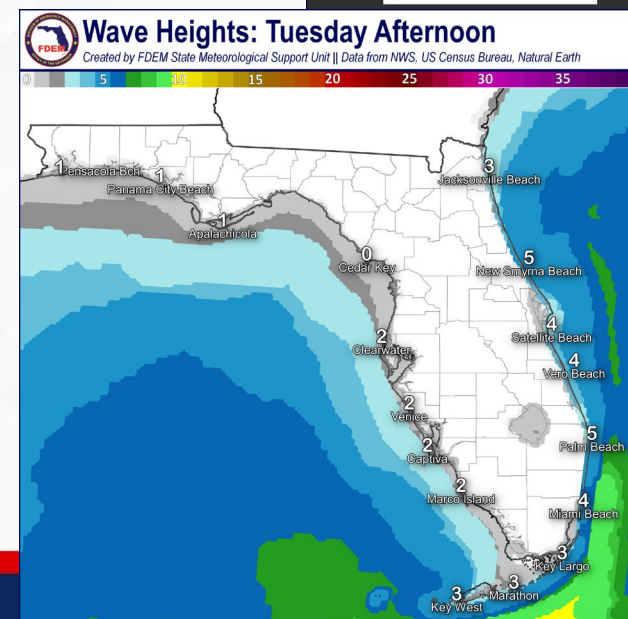 Wave Heights: Tuesday Afternoon
FDEM
Created by FDEM State Meteorological Support Unit || Data from NWS, US Census Bureau, Natural Earth
0 5 10 15 20 25 30 35
3
Jacksonville Beach
1 Pensacola Bch.
1
Panama City Beach
1
Apalachicola
0
Cedar Key
5
New Smyrna Beach
4
Satellite Beach
2
Clearwater
4
Vero Beach
2
Venice
5
Palm Beach
2
Captiva
2
Marco Island
4
Miami Beach
3
Key Largo
3
Marathon
3
Key West